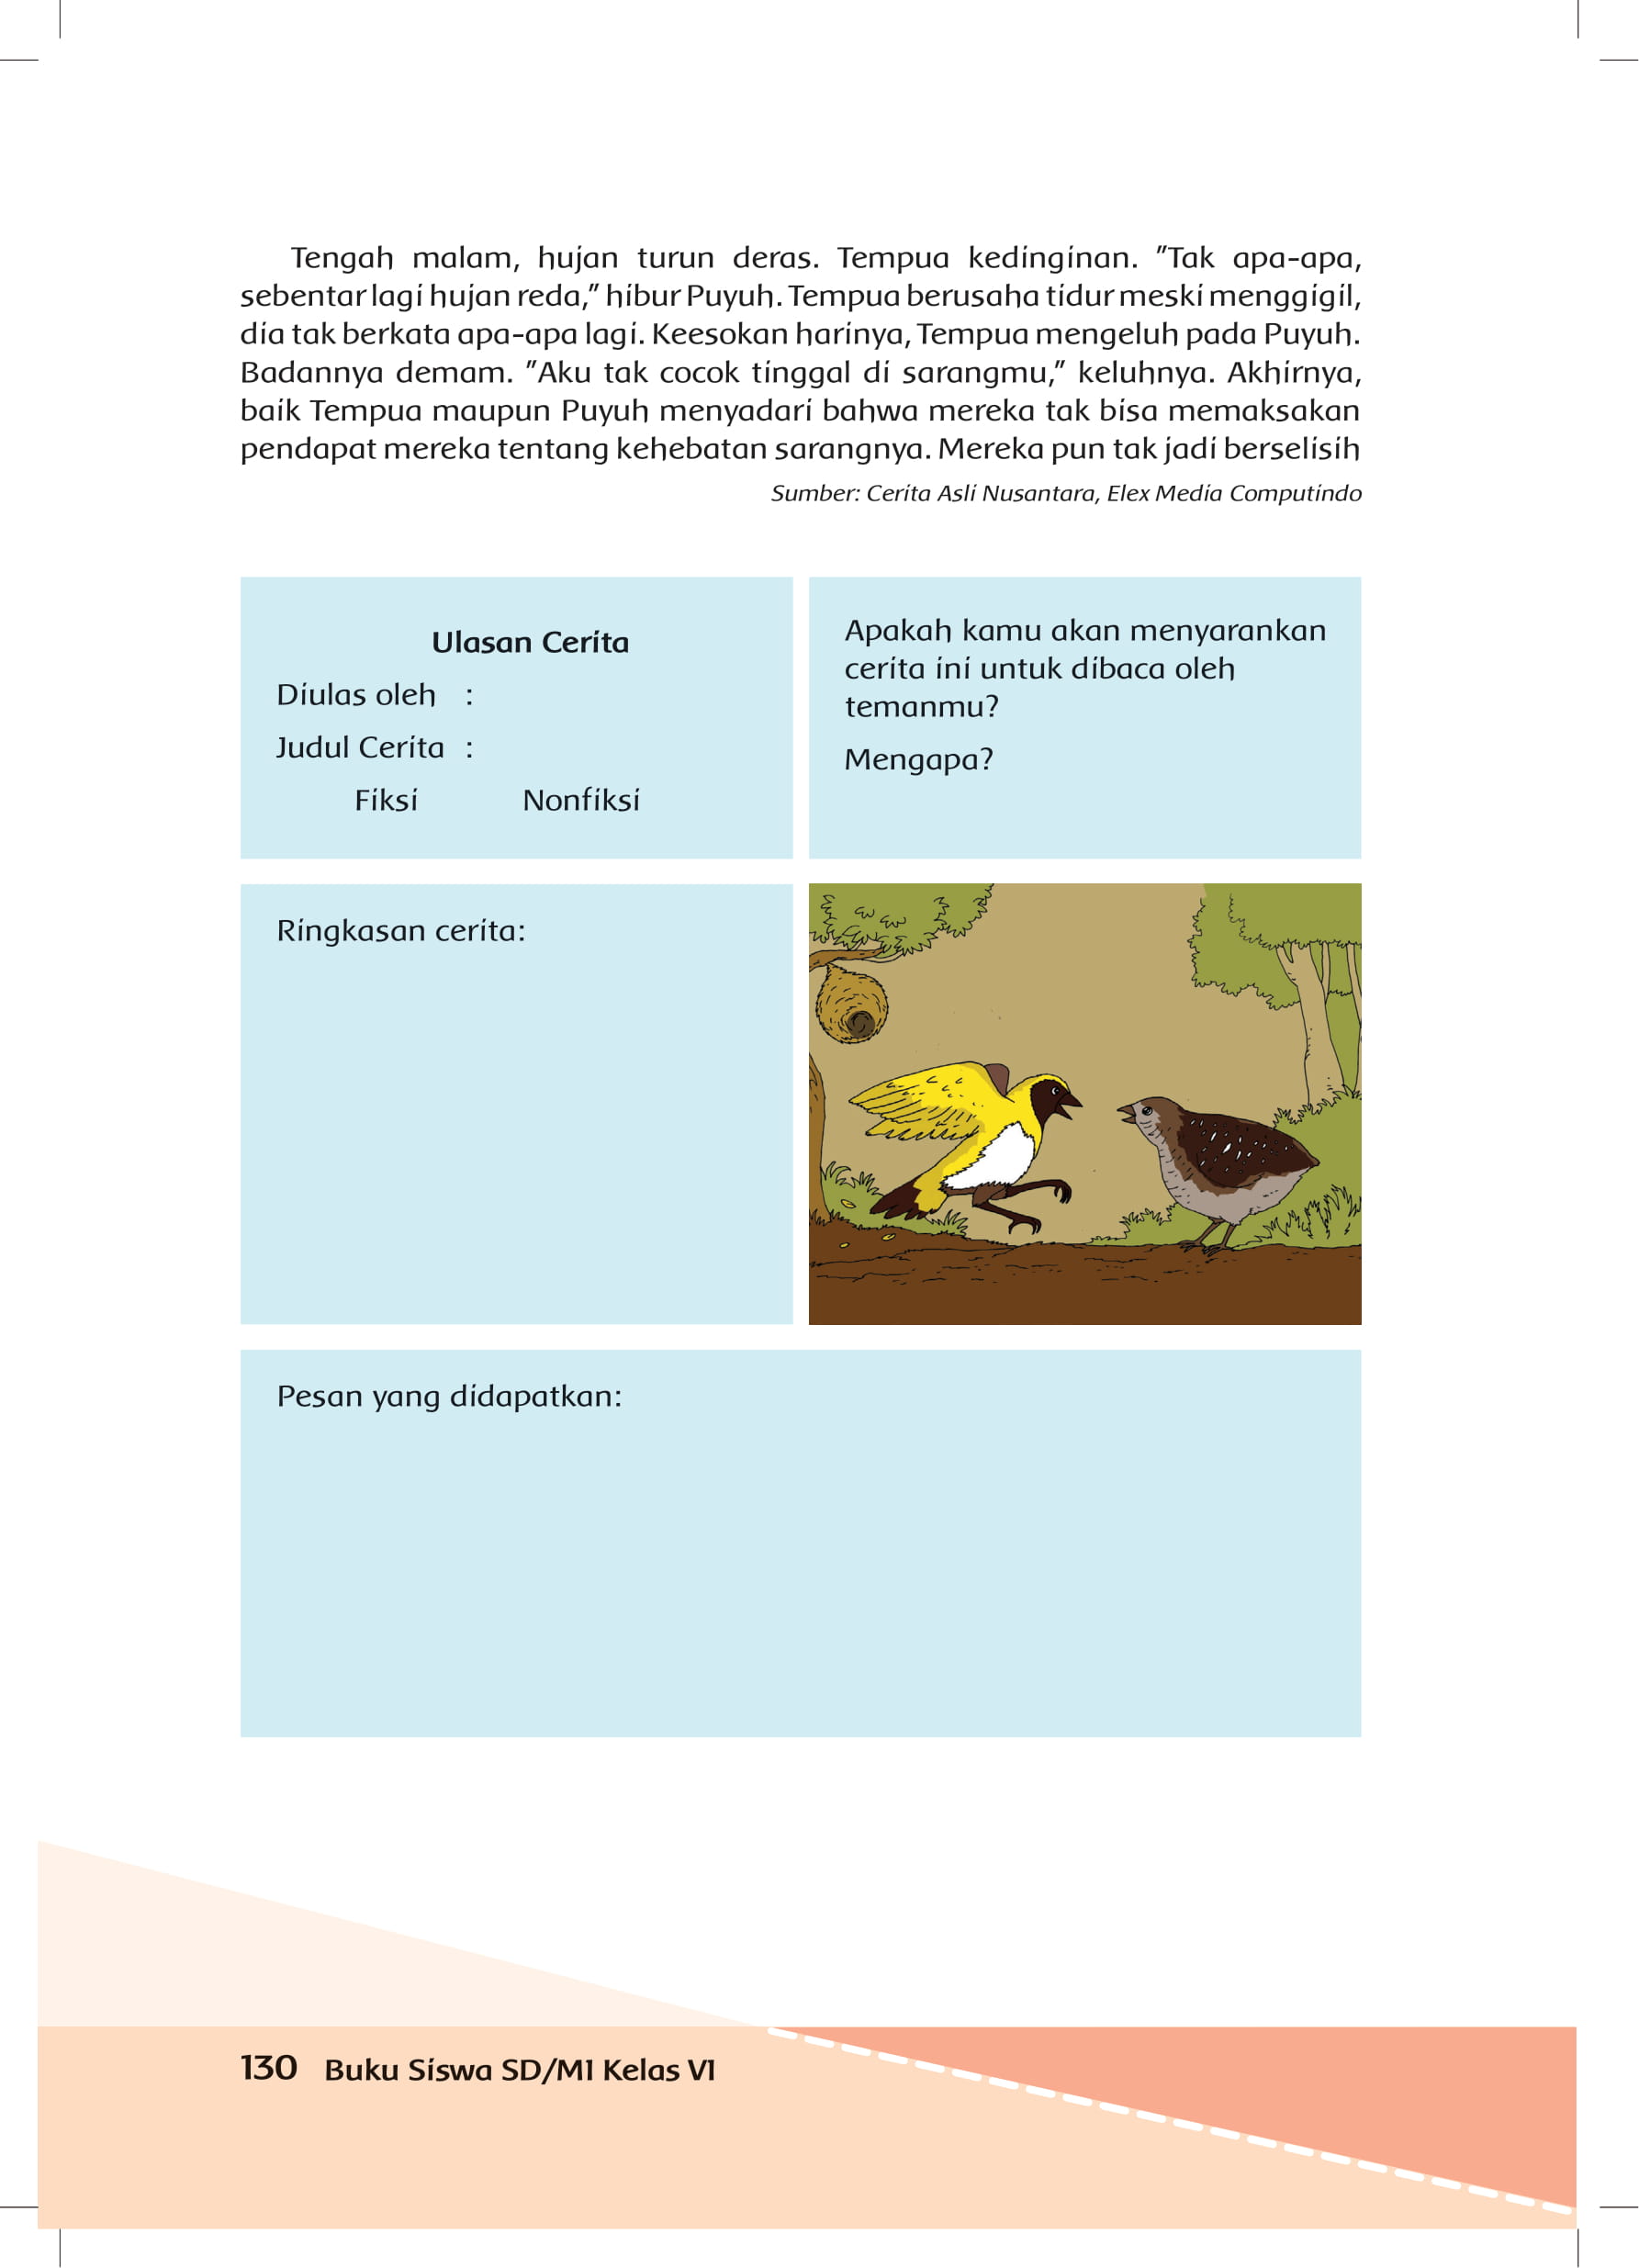 Tengah malam, hujan turun deras. Tempua kedinginan. "Tak apa-apa,
sebentar lagi hujan reda," hibur Puyuh. Tempua berusaha tidur meski menggigil,
dia tak berkata apa-apa lagi. Keesokan harinya, Tempua mengeluh pada Puyuh.
Badannya demam. "Aku tak cocok tinggal di sarangmu," keluhnya. Akhirnya,
baik Tempua maupun Puyuh menyadari bahwa mereka tak bisa memaksakan
pendapat mereka tentang kehebatan sarangnya. Mereka pun tak jadi berselisih
Sumber: Cerita Asli Nusantara, Elex Media Computindo
Ulasan Cerita
Diulas oleh :
Judul Cerita :
Fiksi Nonfiksi
Apakah kamu akan menyarankan
cerita ini untuk dibaca oleh
temanmu?
Mengapa?
Ringkasan cerita:
Pesan yang didapatkan:
130 Buku Siswa SD/MI Kelas VI